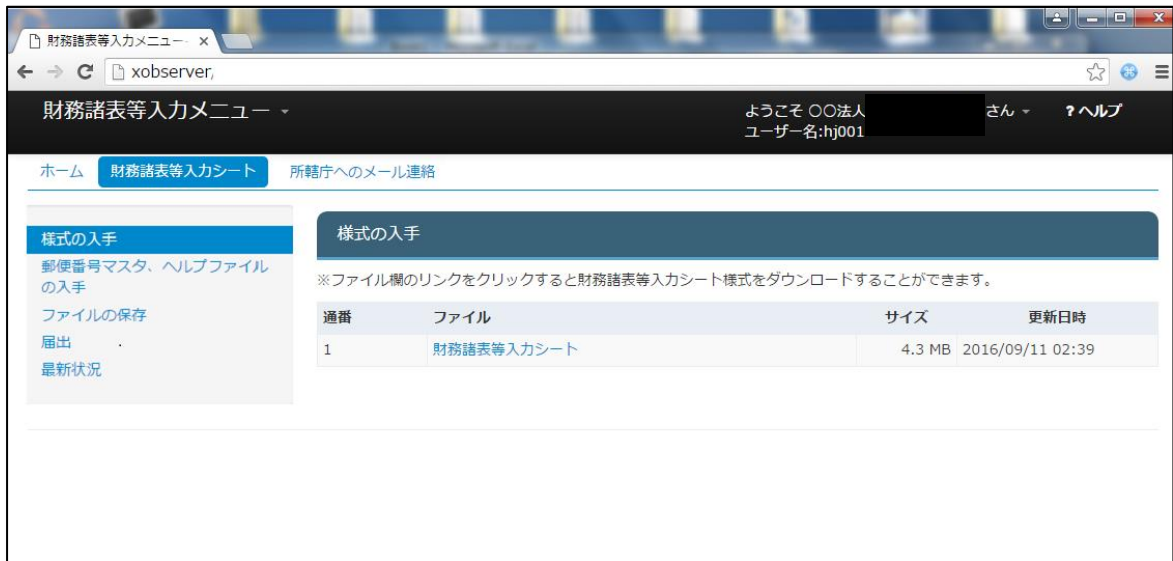 財務諸表等入力メニュー
xobserver,
財務諸表等入力メニュー
ようこそ 〇〇法人 さん
ユーザー名:hj001
?ヘルプ
ホーム 財務諸表等入力シート 所轄庁へのメール連絡
様式の入手
郵便番号マスタ、ヘルプファイル
の入手
ファイルの保存
届出
最新状況
様式の入手
※ファイル欄のリンクをクリックすると財務諸表等入力シート様式をダウンロードすることができます。
通番 ファイル サイズ 更新日時
1 財務諸表等入力シート 4.3 MB 2016/09/11 02:39